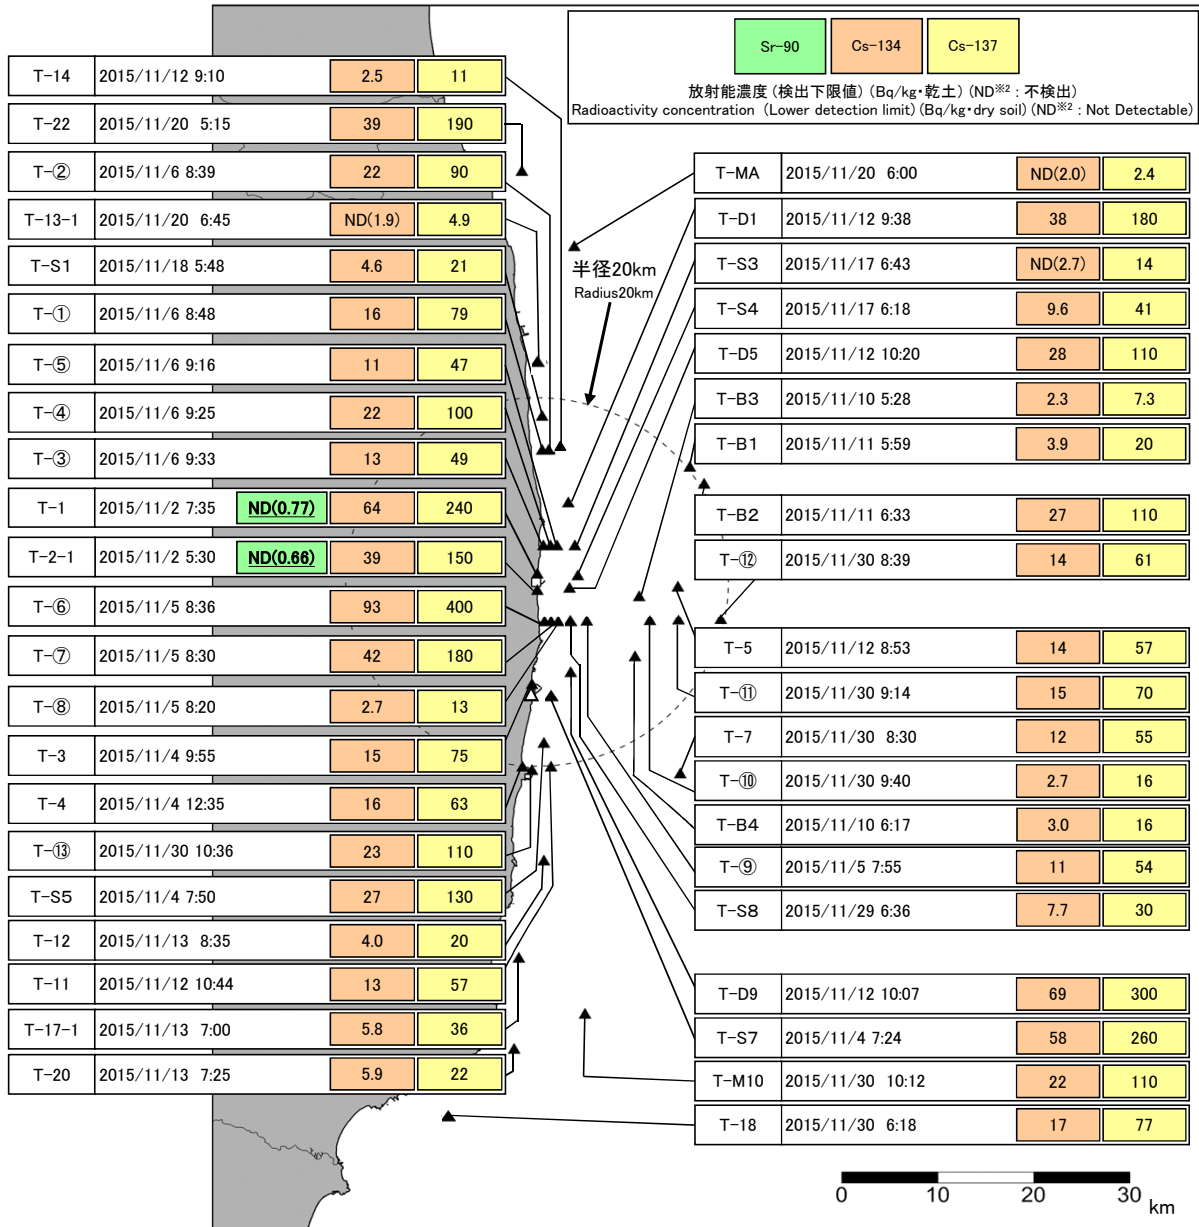 Sr-90 Cs-134 Cs-137
放射能濃度 (検出下限値) (Bq/kg・乾土) (ND※2 : 不検出)
Radioactivity concentration (Lower detection limit) (Bq/kg・dry soil) (ND※2 : Not Detectable)
T-14 2015/11/12 9:10 2.5 11
T-22 2015/11/20 5:15 39 190
T-② 2015/11/6 8:39 22 90
T-13-1 2015/11/20 6:45 ND(1.9) 4.9
T-S1 2015/11/18 5:48 4.6 21
T-① 2015/11/6 8:48 16 79
T-⑤ 2015/11/6 9:16 11 47
T-④ 2015/11/6 9:25 22 100
T-③ 2015/11/6 9:33 13 49
T-1 2015/11/2 7:35 ND(0.77) 64 240
T-2-1 2015/11/2 5:30 ND(0.66) 39 150
T-⑥ 2015/11/5 8:36 93 400
T-⑦ 2015/11/5 8:30 42 180
T-⑧ 2015/11/5 8:20 2.7 13
T-3 2015/11/4 9:55 15 75
T-4 2015/11/4 12:35 16 63
T-⑬ 2015/11/30 10:36 23 110
T-S5 2015/11/4 7:50 27 130
T-12 2015/11/13 8:35 4.0 20
T-11 2015/11/12 10:44 13 57
T-17-1 2015/11/13 7:00 5.8 36
T-20 2015/11/13 7:25 5.9 22
半径20km
Radius20km
T-MA 2015/11/20 6:00 ND(2.0) 2.4
T-D1 2015/11/12 9:38 38 180
T-S3 2015/11/17 6:43 ND(2.7) 14
T-S4 2015/11/17 6:18 9.6 41
T-D5 2015/11/12 10:20 28 110
T-B3 2015/11/10 5:28 2.3 7.3
T-B1 2015/11/11 5:59 3.9 20
T-B2 2015/11/11 6:33 27 110
T-⑫ 2015/11/30 8:39 14 61
T-5 2015/11/12 8:53 14 57
T-⑪ 2015/11/30 9:14 15 70
T-7 2015/11/30 8:30 12 55
T-⑩ 2015/11/30 9:40 2.7 16
T-B4 2015/11/10 6:17 3.0 16
T-⑨ 2015/11/5 7:55 11 54
T-S8 2015/11/29 6:36 7.7 30
T-D9 2015/11/12 10:07 69 300
T-S7 2015/11/4 7:24 58 260
T-M10 2015/11/30 10:12 22 110
T-18 2015/11/30 6:18 17 77
0 10 20 30 km